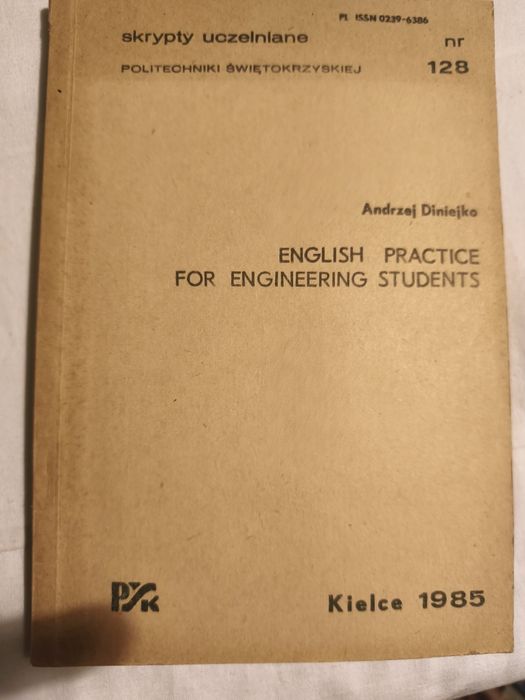 PL ISSN 0239-6386
skrypty uczelniane nr
POLITECHNIKI ŚWIĘTOKRZYSKIEJ 128
Andrzej Diniejko
ENGLISH PRACTICE
FOR ENGINEERING STUDENTS
PŚk Kielce 1985